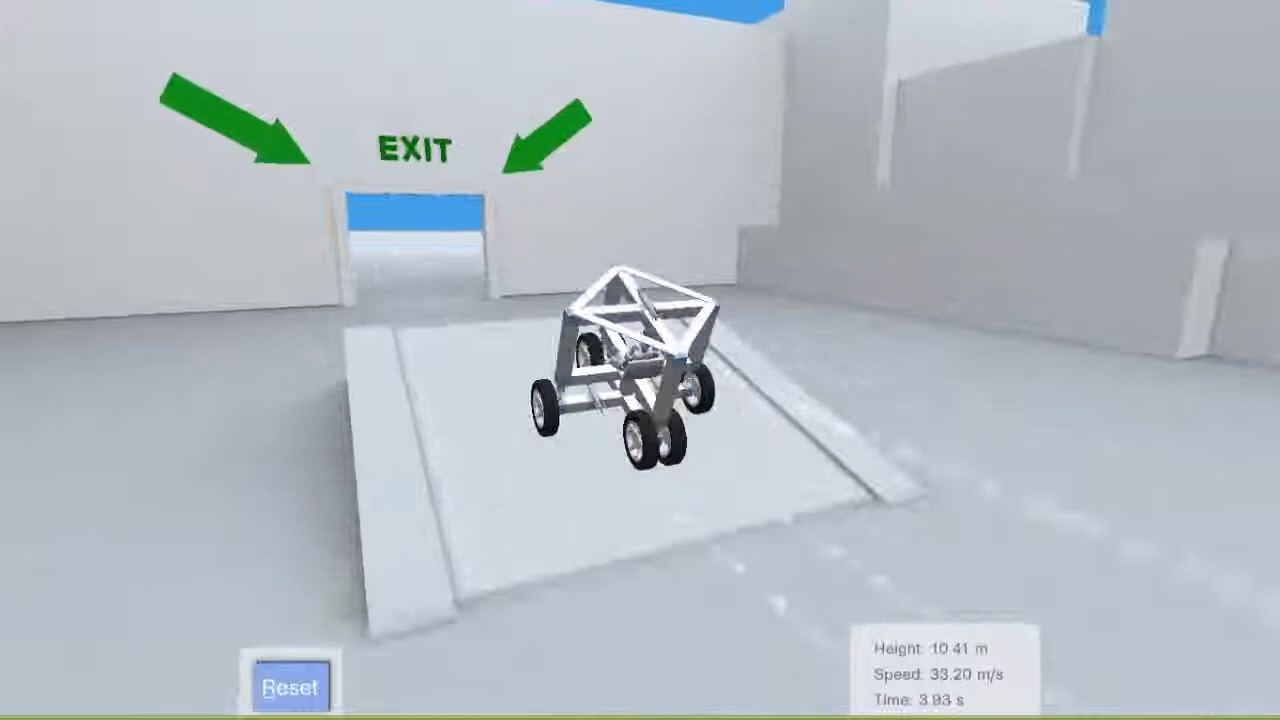 EXIT
Reset
Height: 10.41 m
Speed: 33.20 m/s
Time: 3.93 s